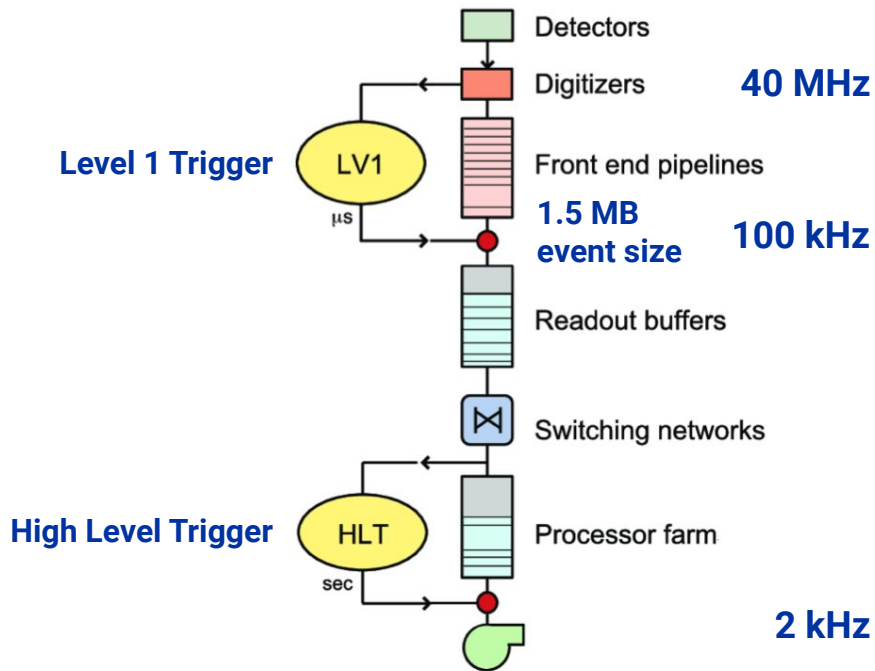 Detectors
Digitizers
40 MHz
Level 1 Trigger
LV1
Front end pipelines
μs
1.5 MB
event size
100 kHz
Readout buffers
Switching networks
High Level Trigger
HLT
Processor farm
sec
2 kHz